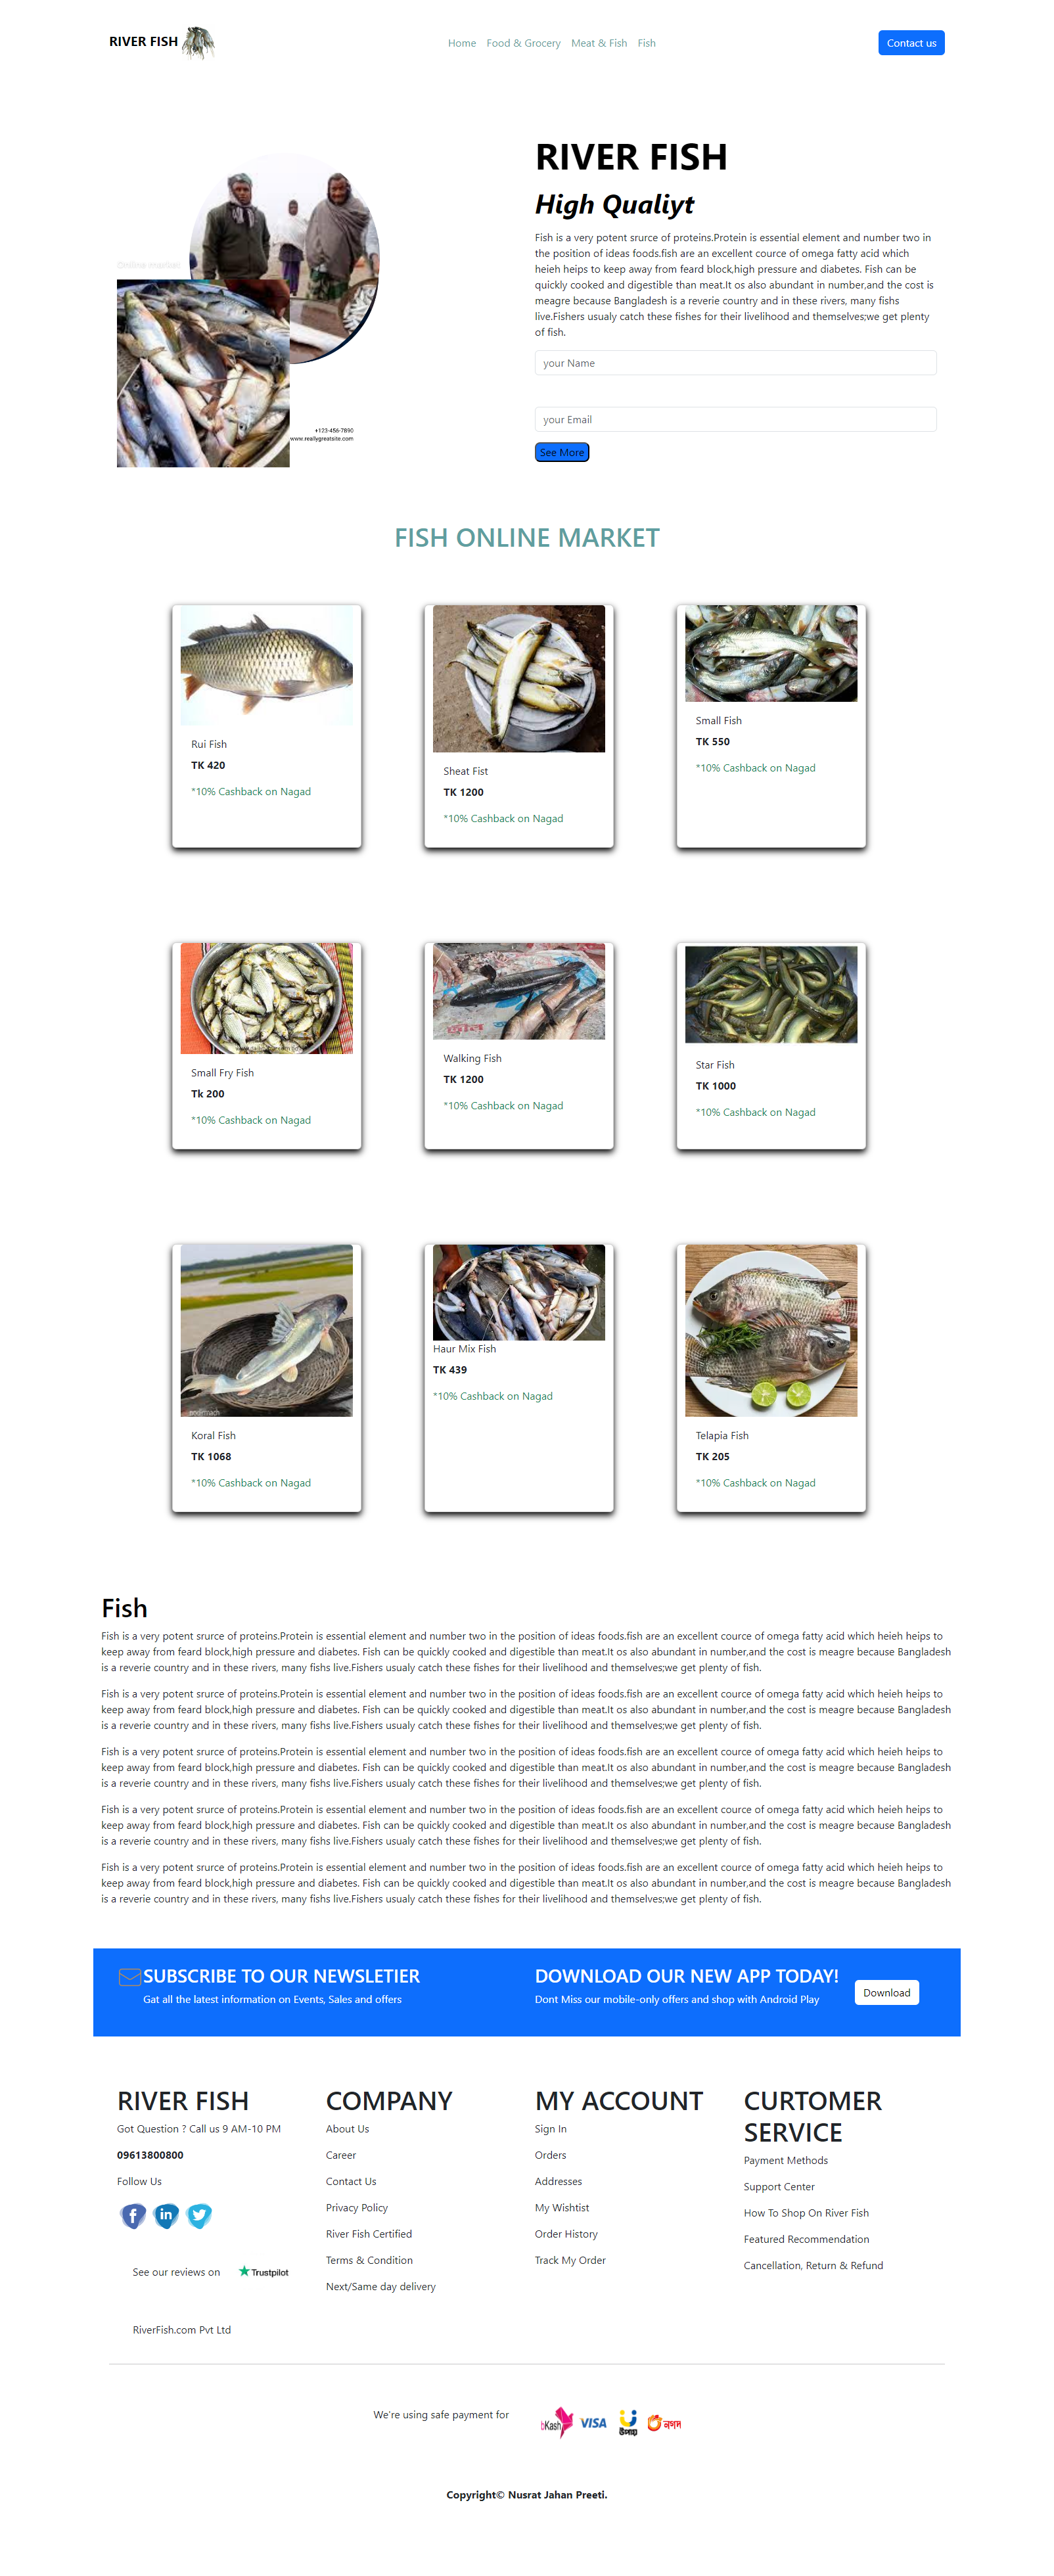 RIVER FISH
Home Food & Grocery Meat & Fish Fish
Contact us
Online market
+123-456-7890
www.reallygreatsite.com
RIVER FISH
High Qualiyt
Fish is a very potent srurce of proteins.Protein is essential element and number two in
the position of ideas foods.fish are an excellent cource of omega fatty acid which
heieh heips to keep away from feard block,high pressure and diabetes. Fish can be
quickly cooked and digestible than meat.It os also abundant in number,and the cost is
meagre because Bangladesh is a reverie country and in these rivers, many fishs
live.Fishers usualy catch these fishes for their livelihood and themselves;we get plenty
of fish.
your Name
your Email
See More
FISH ONLINE MARKET
Rui Fish
TK 420
*10% Cashback on Nagad
Sheat Fist
TK 1200
*10% Cashback on Nagad
Small Fish
TK 550
*10% Cashback on Nagad
Small Fry Fish
Tk 200
*10% Cashback on Nagad
Walking Fish
TK 1200
*10% Cashback on Nagad
Star Fish
TK 1000
*10% Cashback on Nagad
Koral Fish
TK 1068
*10% Cashback on Nagad
Haur Mix Fish
TK 439
*10% Cashback on Nagad
Telapia Fish
TK 205
*10% Cashback on Nagad
Fish
Fish is a very potent srurce of proteins.Protein is essential element and number two in the position of ideas foods.fish are an excellent cource of omega fatty acid which heieh heips to
keep away from feard block,high pressure and diabetes. Fish can be quickly cooked and digestible than meat.It os also abundant in number,and the cost is meagre because Bangladesh
is a reverie country and in these rivers, many fishs live.Fishers usualy catch these fishes for their livelihood and themselves;we get plenty of fish.
Fish is a very potent srurce of proteins.Protein is essential element and number two in the position of ideas foods.fish are an excellent cource of omega fatty acid which heieh heips to
keep away from feard block,high pressure and diabetes. Fish can be quickly cooked and digestible than meat.It os also abundant in number,and the cost is meagre because Bangladesh
is a reverie country and in these rivers, many fishs live.Fishers usualy catch these fishes for their livelihood and themselves;we get plenty of fish.
Fish is a very potent srurce of proteins.Protein is essential element and number two in the position of ideas foods.fish are an excellent cource of omega fatty acid which heieh heips to
keep away from feard block,high pressure and diabetes. Fish can be quickly cooked and digestible than meat.It os also abundant in number,and the cost is meagre because Bangladesh
is a reverie country and in these rivers, many fishs live.Fishers usualy catch these fishes for their livelihood and themselves;we get plenty of fish.
Fish is a very potent srurce of proteins.Protein is essential element and number two in the position of ideas foods.fish are an excellent cource of omega fatty acid which heieh heips to
keep away from feard block,high pressure and diabetes. Fish can be quickly cooked and digestible than meat.It os also abundant in number,and the cost is meagre because Bangladesh
is a reverie country and in these rivers, many fishs live.Fishers usualy catch these fishes for their livelihood and themselves;we get plenty of fish.
Fish is a very potent srurce of proteins.Protein is essential element and number two in the position of ideas foods.fish are an excellent cource of omega fatty acid which heieh heips to
keep away from feard block,high pressure and diabetes. Fish can be quickly cooked and digestible than meat.It os also abundant in number,and the cost is meagre because Bangladesh
is a reverie country and in these rivers, many fishs live.Fishers usualy catch these fishes for their livelihood and themselves;we get plenty of fish.
SUBSCRIBE TO OUR NEWSLETIER
Gat all the latest information on Events, Sales and offers
DOWNLOAD OUR NEW APP TODAY!
Dont Miss our mobile-only offers and shop with Android Play
Download
RIVER FISH
Got Question ? Call us 9 AM-10 PM
09613800800
Follow Us
See our reviews on Trustpilot
RiverFish.com Pvt Ltd
COMPANY
About Us
Career
Contact Us
Privacy Policy
River Fish Certified
Terms & Condition
Next/Same day delivery
MY ACCOUNT
Sign In
Orders
Addresses
My Wishtist
Order History
Track My Order
CURTOMER
SERVICE
Payment Methods
Support Center
How To Shop On River Fish
Featured Recommendation
Cancellation, Return & Refund
We're using safe payment for
bKash VISA উপায় নগদ
Copyright© Nusrat Jahan Preeti.